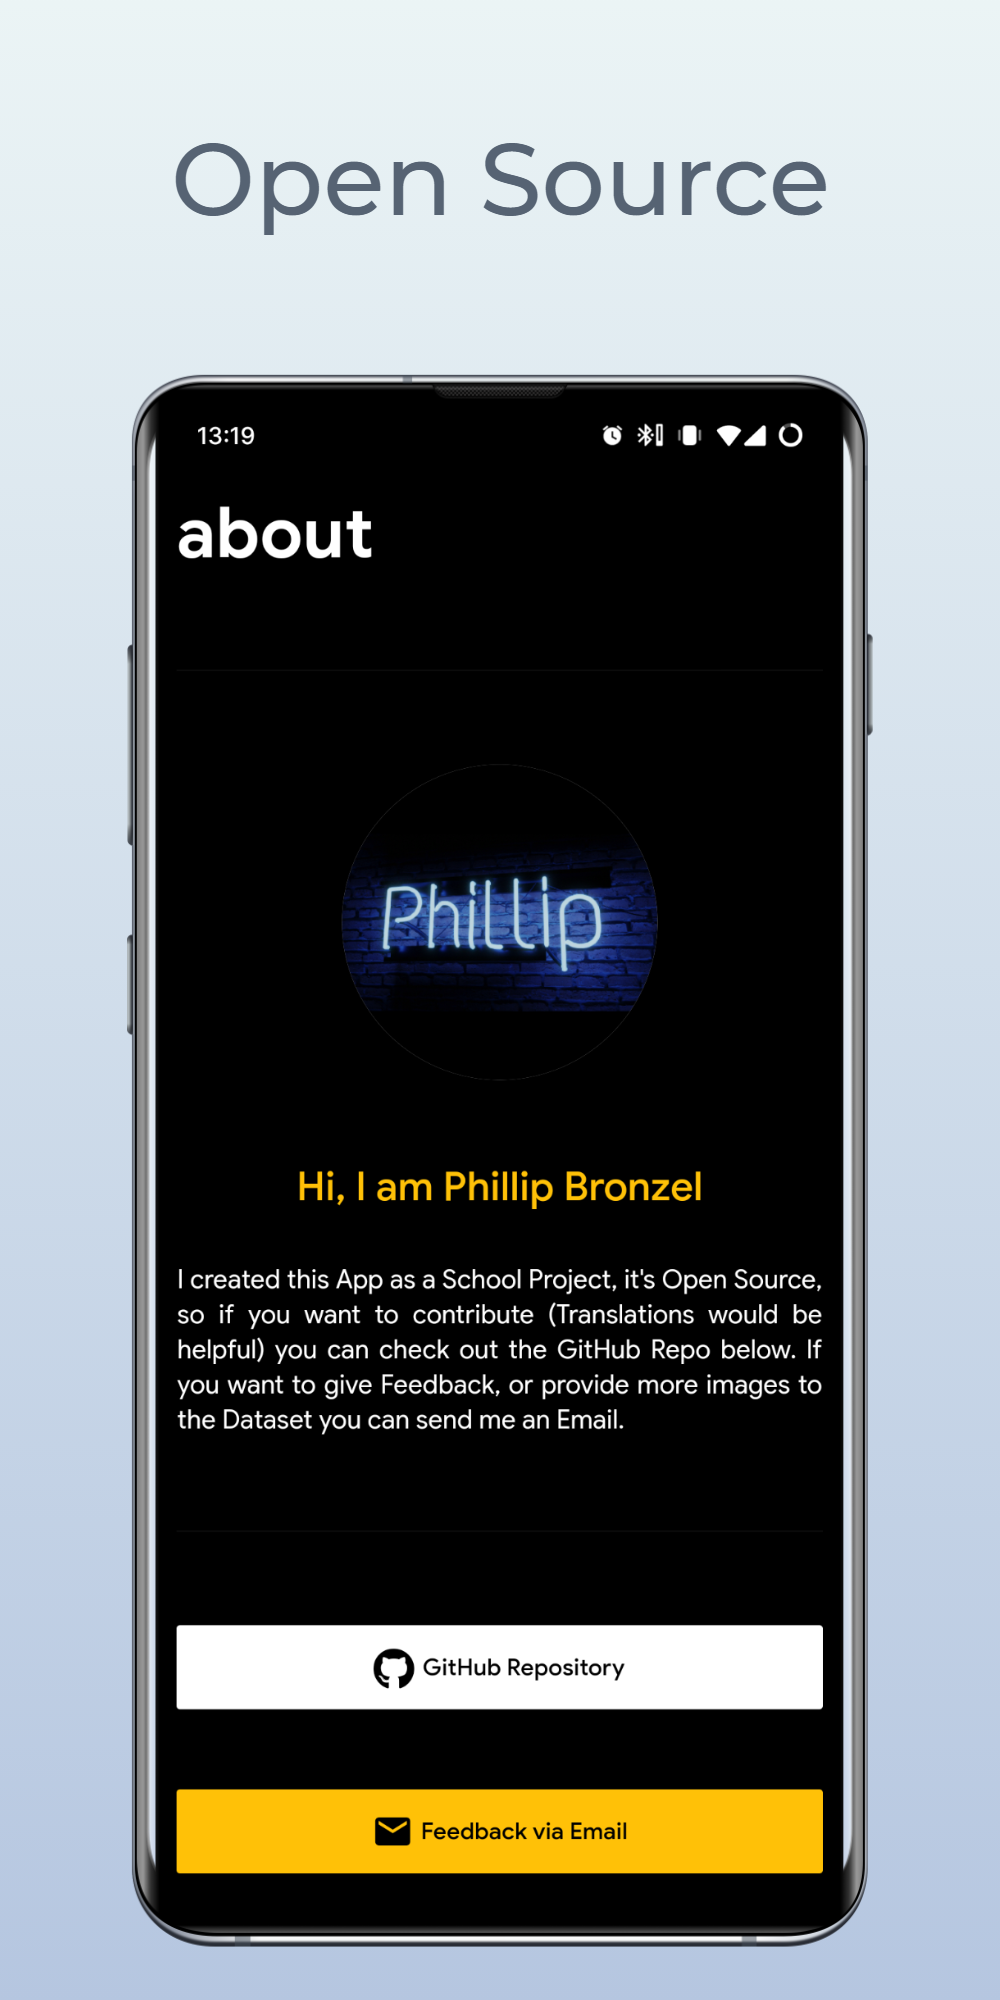 Open Source
13:19
about
Phillip
Hi, I am Phillip Bronzel
I created this App as a School Project, it's Open Source,
so if you want to contribute (Translations would be
helpful) you can check out the GitHub Repo below. If
you want to give Feedback, or provide more images to
the Dataset you can send me an Email.
GitHub Repository
Feedback via Email